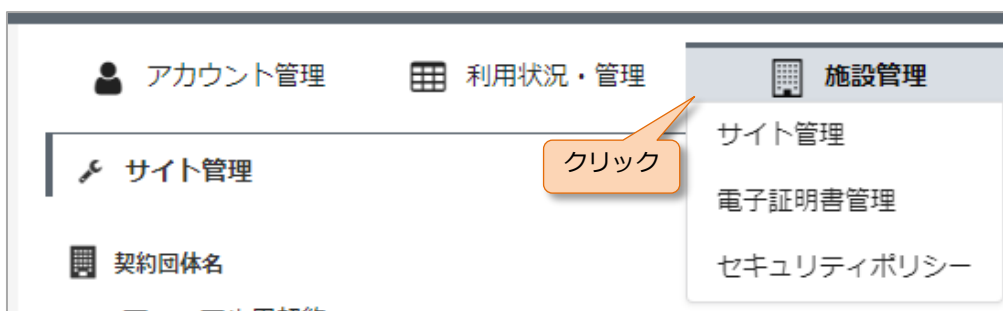 アカウント管理 利用状況・管理 施設管理
サイト管理
クリック
サイト管理
電子証明書管理
契約団体名
セキュリティポリシー